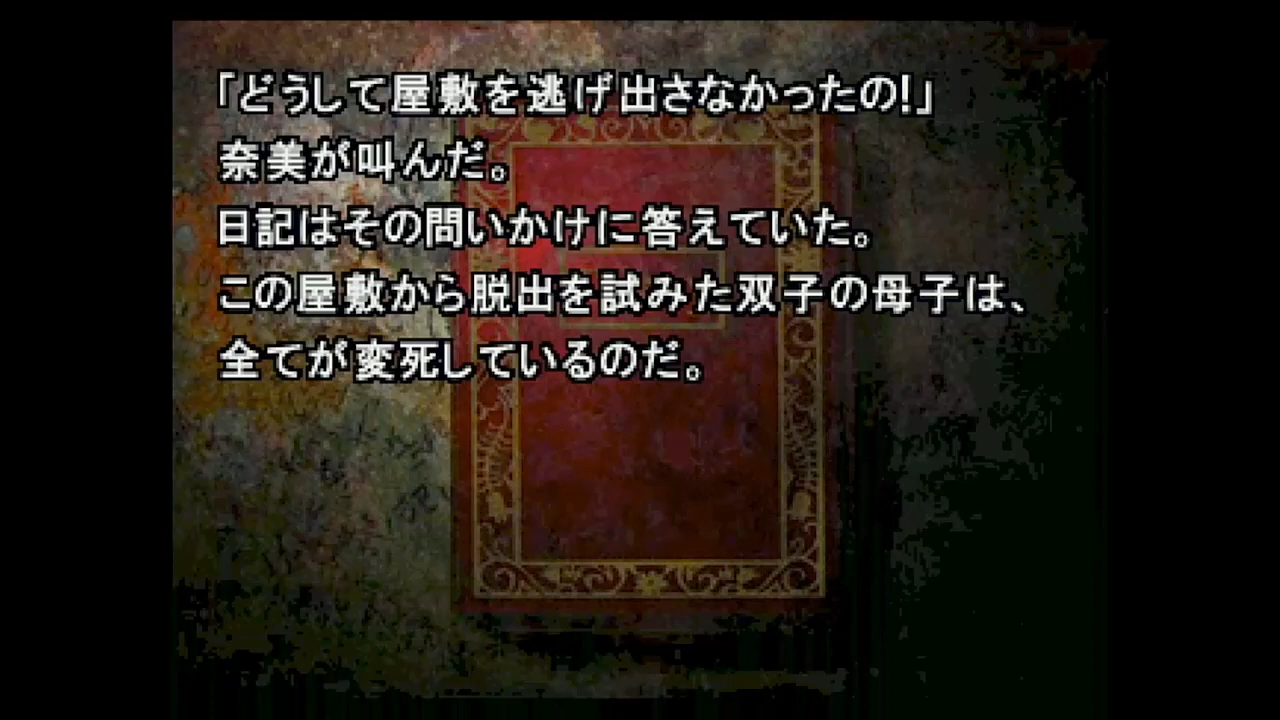 「どうして屋敷を逃げ出さなかったの!」
奈美が叫んだ。
日記はその問いかけに答えていた。
この屋敷から脱出を試みた双子の母子は、
全てが変死しているのだ。